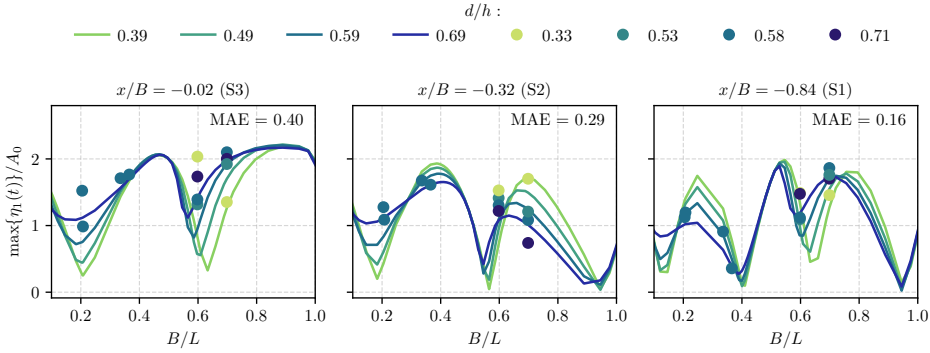 d/h :
0.39 0.49 0.59 0.69 0.33 0.53 0.58 0.71
x/B = −0.02 (S3) x/B = −0.32 (S2) x/B = −0.84 (S1)
MAE = 0.40 MAE = 0.29 MAE = 0.16
max{η₁(t)}/A₀
2
1
0
0.2 0.4 0.6 0.8 1.0 0.2 0.4 0.6 0.8 1.0 0.2 0.4 0.6 0.8 1.0
B/L B/L B/L